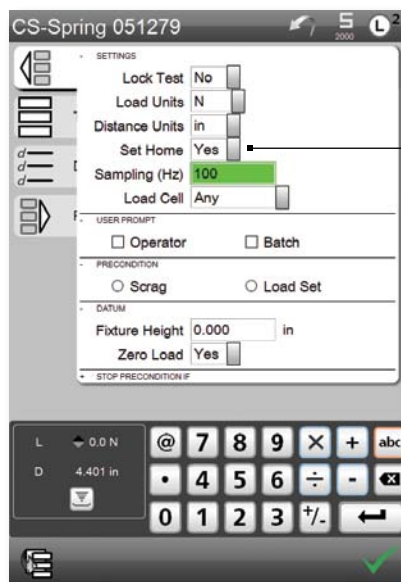 CS-Spring 051279
5
2000
L2
- SETTINGS
Lock Test No
Load Units N
Distance Units in
Set Home Yes
Sampling (Hz) 100
Load Cell Any
- USER PROMPT
Operator Batch
- PRECONDITION
Scrag Load Set
- DATUM
Fixture Height 0.000 in
Zero Load Yes
+ STOP PRECONDITION IF
d
d
d
L 0.0 N
D 4.401 in
@ 7 8 9 × + abc
• 4 5 6 ÷ -
0 1 2 3 +/-